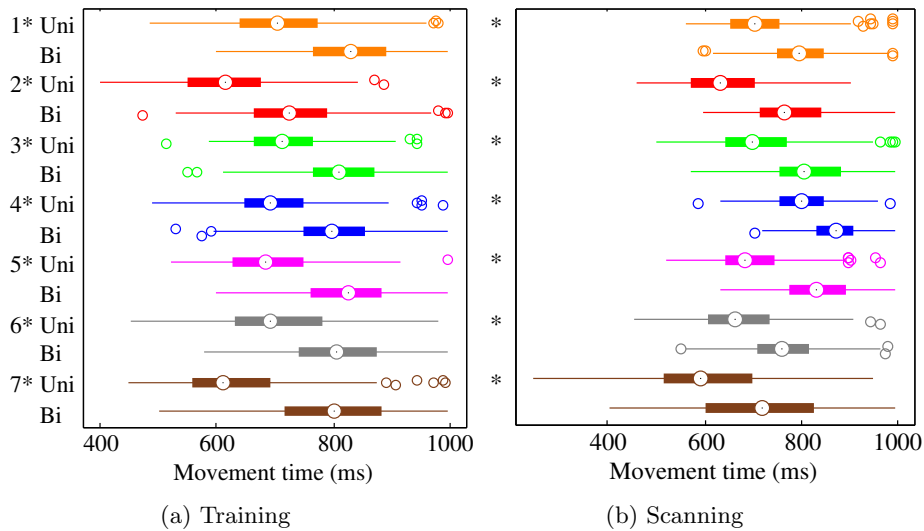 1* Uni *
Bi
2* Uni *
Bi
3* Uni *
Bi
4* Uni *
Bi
5* Uni *
Bi
6* Uni *
Bi
7* Uni *
Bi
400 600 800 1000 400 600 800 1000
Movement time (ms) Movement time (ms)
(a) Training (b) Scanning